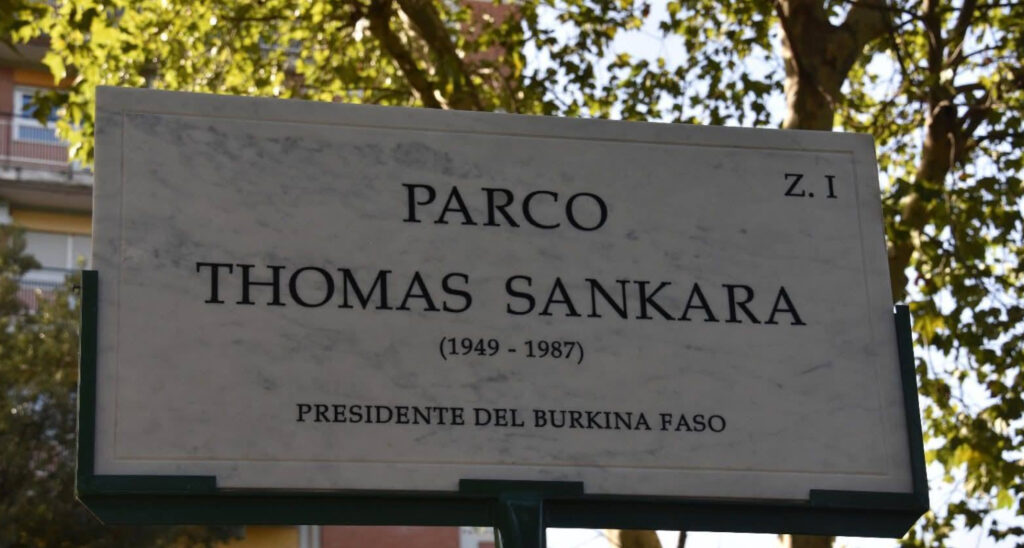 Z. I
PARCO
THOMAS SANKARA
(1949 - 1987)
PRESIDENTE DEL BURKINA FASO